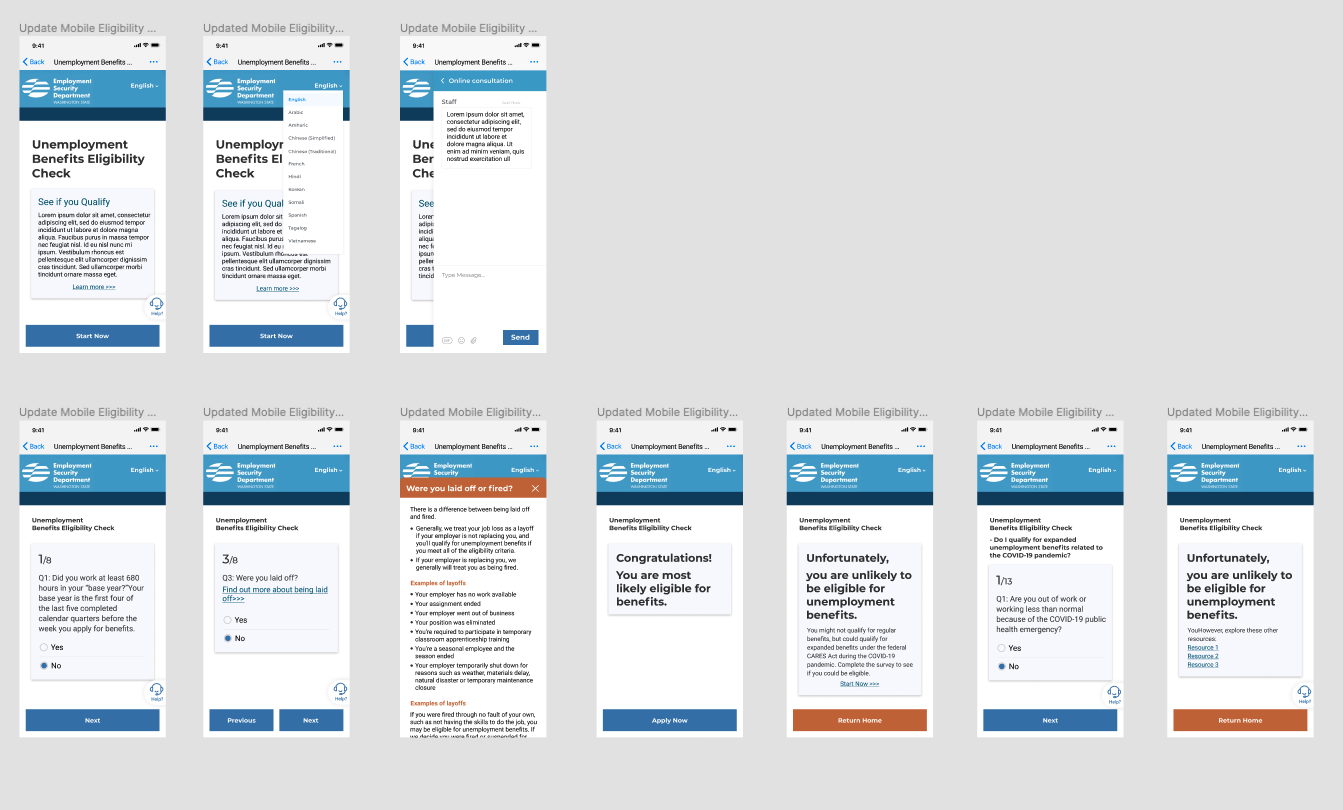 Update Mobile Eligibility ...
9:41
Back
Unemployment Benefits ...
Employment
Security
Department
WASHINGTON STATE
English
Unemployment
Benefits Eligibility
Check
See if you Qualify
Lorem ipsum dolor sit amet, consectetur
adipiscing elit, sed do eiusmod tempor
incididunt ut labore et dolore magna
aliqua. Faucibus purus in massa tempor
nec feugiat nisl. Id eu nisl nunc mi
ipsum. Vestibulum rhoncus est
pellentesque elit ullamcorper dignissim
cras tincidunt. Sed ullamcorper morbi
tincidunt ornare massa eget.
Learn more >>>
Help?
Start Now
Updated Mobile Eligibility...
9:41
Back
Unemployment Benefits ...
Employment
Security
Department
WASHINGTON STATE
English
English
Arabic
Amharic
Chinese (Simplified)
Chinese (Traditional)
French
Hindi
Korean
Somali
Spanish
Tagalog
Vietnamese
Unemploym
Benefits El
Check
See if you Qual
Lorem ipsum dolor sit
adipiscing elit, sed do
incididunt ut labore et
aliqua. Faucibus purus
nec feugiat nisl. Id eu
ipsum. Vestibulum rhoncus est
pellentesque elit ullamcorper dignissim
cras tincidunt. Sed ullamcorper morbi
tincidunt ornare massa eget.
Learn more >>>
Help?
Start Now
Update Mobile Eligibility ...
9:41
Back
Unemployment Benefits ...
Online consultation
Staff
Lorem ipsum dolor sit amet,
consectetur adipiscing elit,
sed do eiusmod tempor
incididunt ut labore et
dolore magna aliqua. Ut
enim ad minim veniam, quis
nostrud exercitation ull
Une
Ber
Che
See
Lorer
adipi
incidi
aliqua
nec f
ipsum
pelle
cras t
tincid
Type Message...
GIF
Send
Update Mobile Eligibility ...
9:41
Back
Unemployment Benefits ...
Employment
Security
Department
WASHINGTON STATE
English
Unemployment
Benefits Eligibility Check
1/8
Q1: Did you work at least 680
hours in your "base year?"Your
base year is the first four of
the last five completed
calendar quarters before the
week you apply for benefits.
Yes
No
Help?
Next
Updated Mobile Eligibility...
9:41
Back
Unemployment Benefits ...
Employment
Security
Department
WASHINGTON STATE
English
Unemployment
Benefits Eligibility Check
3/8
Q3: Were you laid off?
Find out more about being laid
off>>>
Yes
No
Help?
Previous
Next
Updated Mobile Eligibility...
9:41
Back
Unemployment Benefits ...
Employment
Security
English
Were you laid off or fired?
There is a difference between being laid off
and fired.
• Generally, we treat your job loss as a layoff
if your employer is not replacing you, and
you'll qualify for unemployment benefits if
you meet all of the eligibility criteria.
• If your employer is replacing you, we
generally will treat you as being fired.
Examples of layoffs
• Your employer has no work available
• Your assignment ended
• Your employer went out of business
• Your position was eliminated
• You're required to participate in temporary
classroom apprenticeship training
• You're a seasonal employee and the
season ended
• Your employer temporarily shut down for
reasons such as weather, materials delay,
natural disaster or temporary maintenance
closure
Examples of layoffs
If you were fired through no fault of your own,
such as not having the skills to do the job, you
may be eligible for unemployment benefits. If
we decide you were fired or suspended for
Updated Mobile Eligibility...
9:41
Back
Unemployment Benefits ...
Employment
Security
Department
WASHINGTON STATE
English
Unemployment
Benefits Eligibility Check
Congratulations!
You are most
likely eligible for
benefits.
Apply Now
Updated Mobile Eligibility...
9:41
Back
Unemployment Benefits ...
Employment
Security
Department
WASHINGTON STATE
English
Unemployment
Benefits Eligibility Check
Unfortunately,
you are unlikely to
be eligible for
unemployment
benefits.
You might not qualify for regular
benefits, but could qualify for
expanded benefits under the federal
CARES Act during the COVID-19
pandemic. Complete the survey to see
if you could be eligible.
Start Now >>>
Return Home
Update Mobile Eligibility ...
9:41
Back
Unemployment Benefits ...
Employment
Security
Department
WASHINGTON STATE
English
Unemployment
Benefits Eligibility Check
- Do I qualify for expanded
unemployment benefits related to
the COVID-19 pandemic?
1/13
Q1: Are you out of work or
working less than normal
because of the COVID-19 public
health emergency?
Yes
No
Help?
Next
Updated Mobile Eligibility...
9:41
Back
Unemployment Benefits ...
Employment
Security
Department
WASHINGTON STATE
English
Unemployment
Benefits Eligibility Check
Unfortunately,
you are unlikely to
be eligible for
unemployment
benefits.
YouHowever, explore these other
resources:
Resource 1
Resource 2
Resource 3
Help?
Return Home